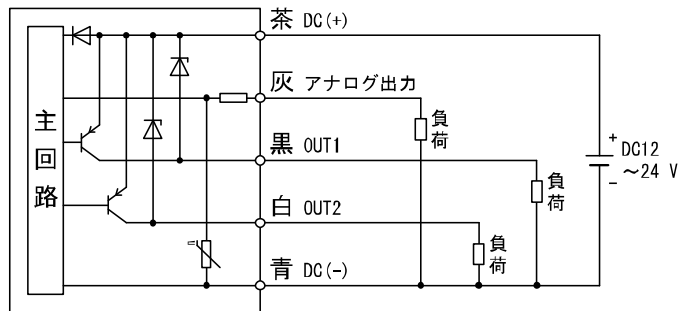 茶 DC(+)
灰 アナログ出力
主回路
負荷
黒 OUT1
+
DC12
～24 V
-
負荷
白 OUT2
負荷
青 DC(-)